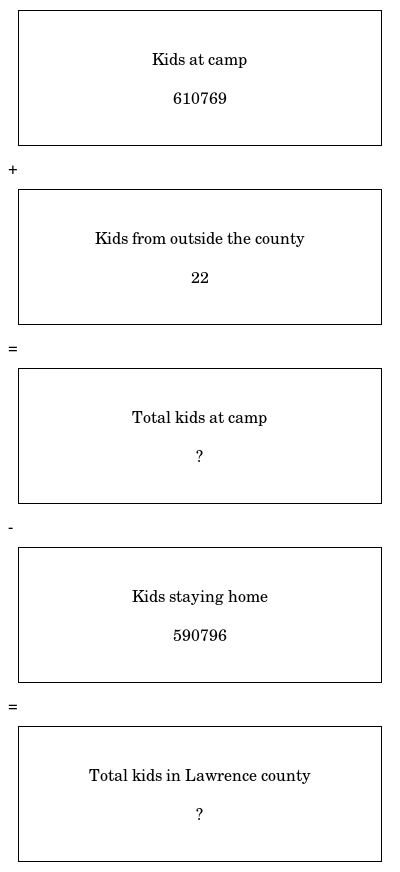 Kids at camp
610769
+
Kids from outside the county
22
=
Total kids at camp
?
-
Kids staying home
590796
=
Total kids in Lawrence county
?